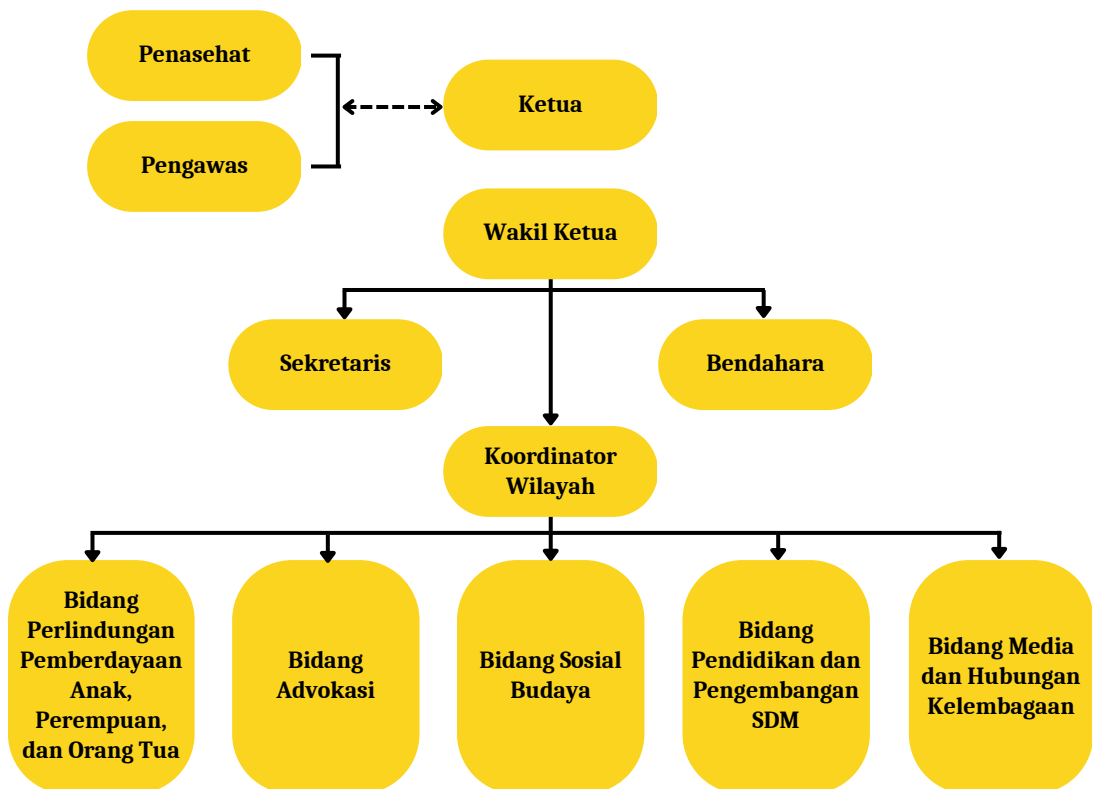 Penasehat
Ketua
Pengawas
Wakil Ketua
Sekretaris
Bendahara
Koordinator
Wilayah
Bidang
Perlindungan
Pemberdayaan
Anak,
Perempuan,
dan Orang Tua
Bidang
Advokasi
Bidang Sosial
Budaya
Bidang
Pendidikan dan
Pengembangan
SDM
Bidang Media
dan Hubungan
Kelembagaan